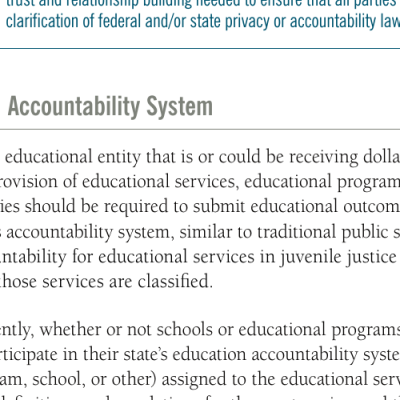 trust and relationship building needed to ensure that all parties
clarification of federal and/or state privacy or accountability law
Accountability System
educational entity that is or could be receiving dolla
rovision of educational services, educational program
ies should be required to submit educational outcom
s accountability system, similar to traditional public s
ntability for educational services in juvenile justice
those services are classified.
ently, whether or not schools or educational programs
rticipate in their state's education accountability syste
am, school, or other) assigned to the educational serv